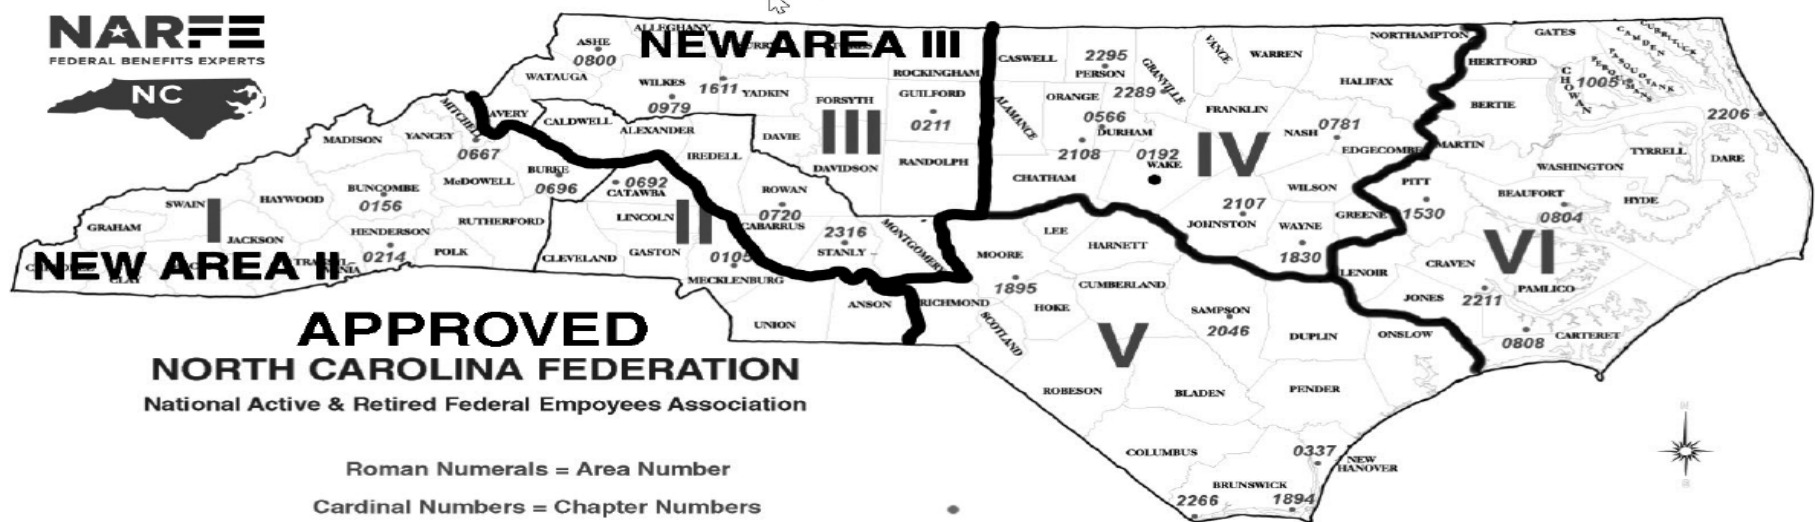 NARFE
FEDERAL BENEFITS EXPERTS
NC
NEW AREA III
NEW AREA II
APPROVED
NORTH CAROLINA FEDERATION
National Active & Retired Federal Empoyees Association
Roman Numerals = Area Number
Cardinal Numbers = Chapter Numbers
I
II
III
IV
V
VI
ALLEGHANY
ASHE
0800
WATAUGA
WILKES
0979
1611
YADKIN
ROCKINGHAM
FORSYTH
GUILFORD
0211
MITCHELL
AVERY
CALDWELL
ALEXANDER
DAVIE
IREDELL
DAVIDSON
RANDOLPH
MADISON
YANCEY
0667
BURKE
0696
McDOWELL
0692
CATAWBA
ROWAN
0720
SWAIN
HAYWOOD
BUNCOMBE
0156
RUTHERFORD
LINCOLN
CABARRUS
2316
STANLY
MONTGOMERY
GRAHAM
JACKSON
HENDERSON
0214
POLK
CLEVELAND
GASTON
0105
MECKLENBURG
CLAY
UNION
ANSON
RICHMOND
CASWELL
2295
PERSON
GRANVILLE
VANCE
WARREN
NORTHAMPTON
HALIFAX
ALAMANCE
ORANGE
2289
0566
DURHAM
2108
0192
WAKE
FRANKLIN
NASH
0781
EDGECOMBE
CHATHAM
WILSON
2107
JOHNSTON
WAYNE
1830
GREENE
LEE
HARNETT
MOORE
1895
CUMBERLAND
HOKE
SCOTLAND
SAMPSON
2046
DUPLIN
ONSLOW
ROBESON
BLADEN
PENDER
COLUMBUS
0337
NEW
HANOVER
BRUNSWICK
2266
1894
GATES
HERTFORD
CHOWAN
PERQUIMANS
PASQUOTANK
CAMDEN
CURRITUCK
1005
BERTIE
2206
MARTIN
WASHINGTON
TYRRELL
DARE
PITT
1530
BEAUFORT
0804
HYDE
LENOIR
CRAVEN
JONES
2211
PAMLICO
0808
CARTERET